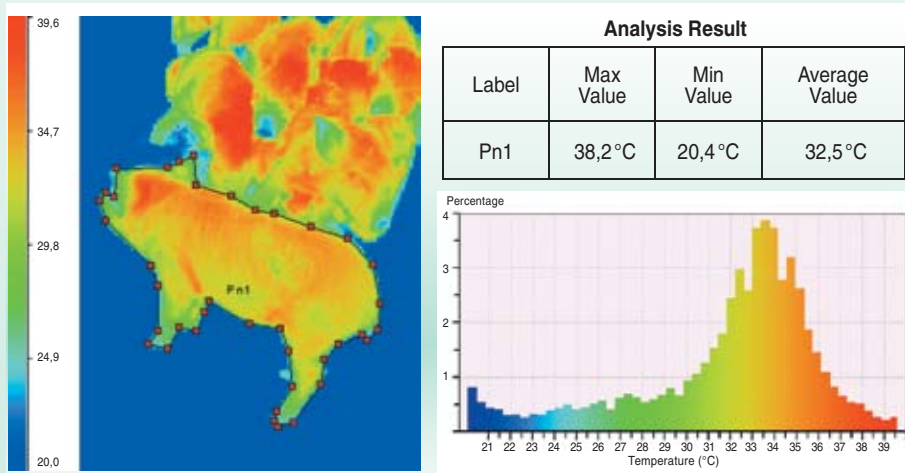 39,6
34,7
29,8
24,9
20,0
Pn1
Analysis Result
Label Max Value Min Value Average Value
Pn1 38,2°C 20,4°C 32,5°C
Percentage
4
3
2
1
21 22 23 24 25 26 27 28 29 30 31 32 33 34 35 36 37 38 39
Temperature (°C)